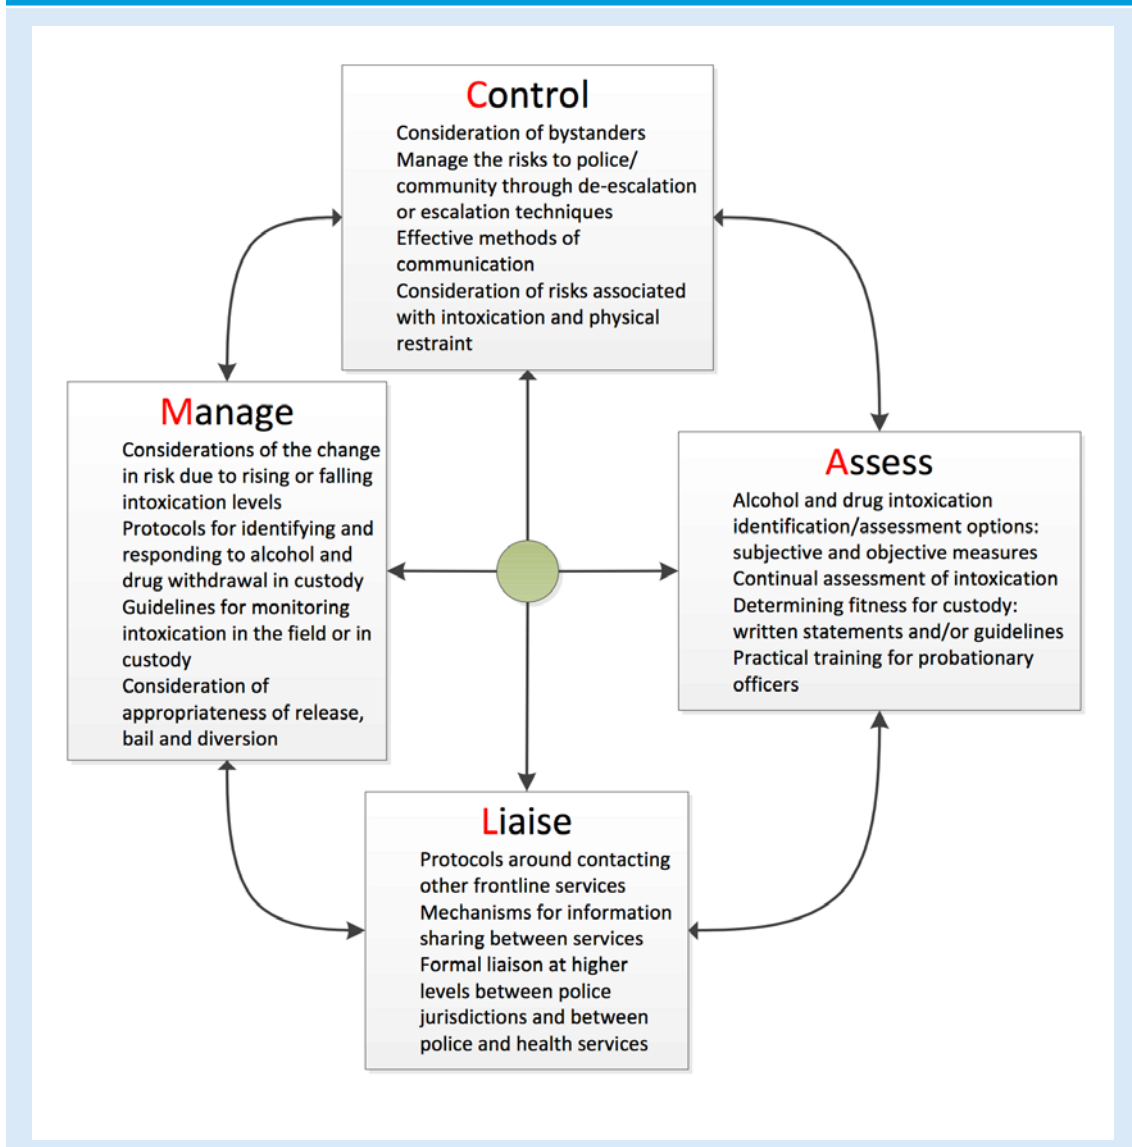 Control
Consideration of bystanders
Manage the risks to police/
community through de-escalation
or escalation techniques
Effective methods of
communication
Consideration of risks associated
with intoxication and physical
restraint
Manage
Considerations of the change
in risk due to rising or falling
intoxication levels
Protocols for identifying and
responding to alcohol and
drug withdrawal in custody
Guidelines for monitoring
intoxication in the field or in
custody
Consideration of
appropriateness of release,
bail and diversion
Assess
Alcohol and drug intoxication
identification/assessment options:
subjective and objective measures
Continual assessment of intoxication
Determining fitness for custody:
written statements and/or guidelines
Practical training for probationary
officers
Liaise
Protocols around contacting
other frontline services
Mechanisms for information
sharing between services
Formal liaison at higher
levels between police
jurisdictions and between
police and health services